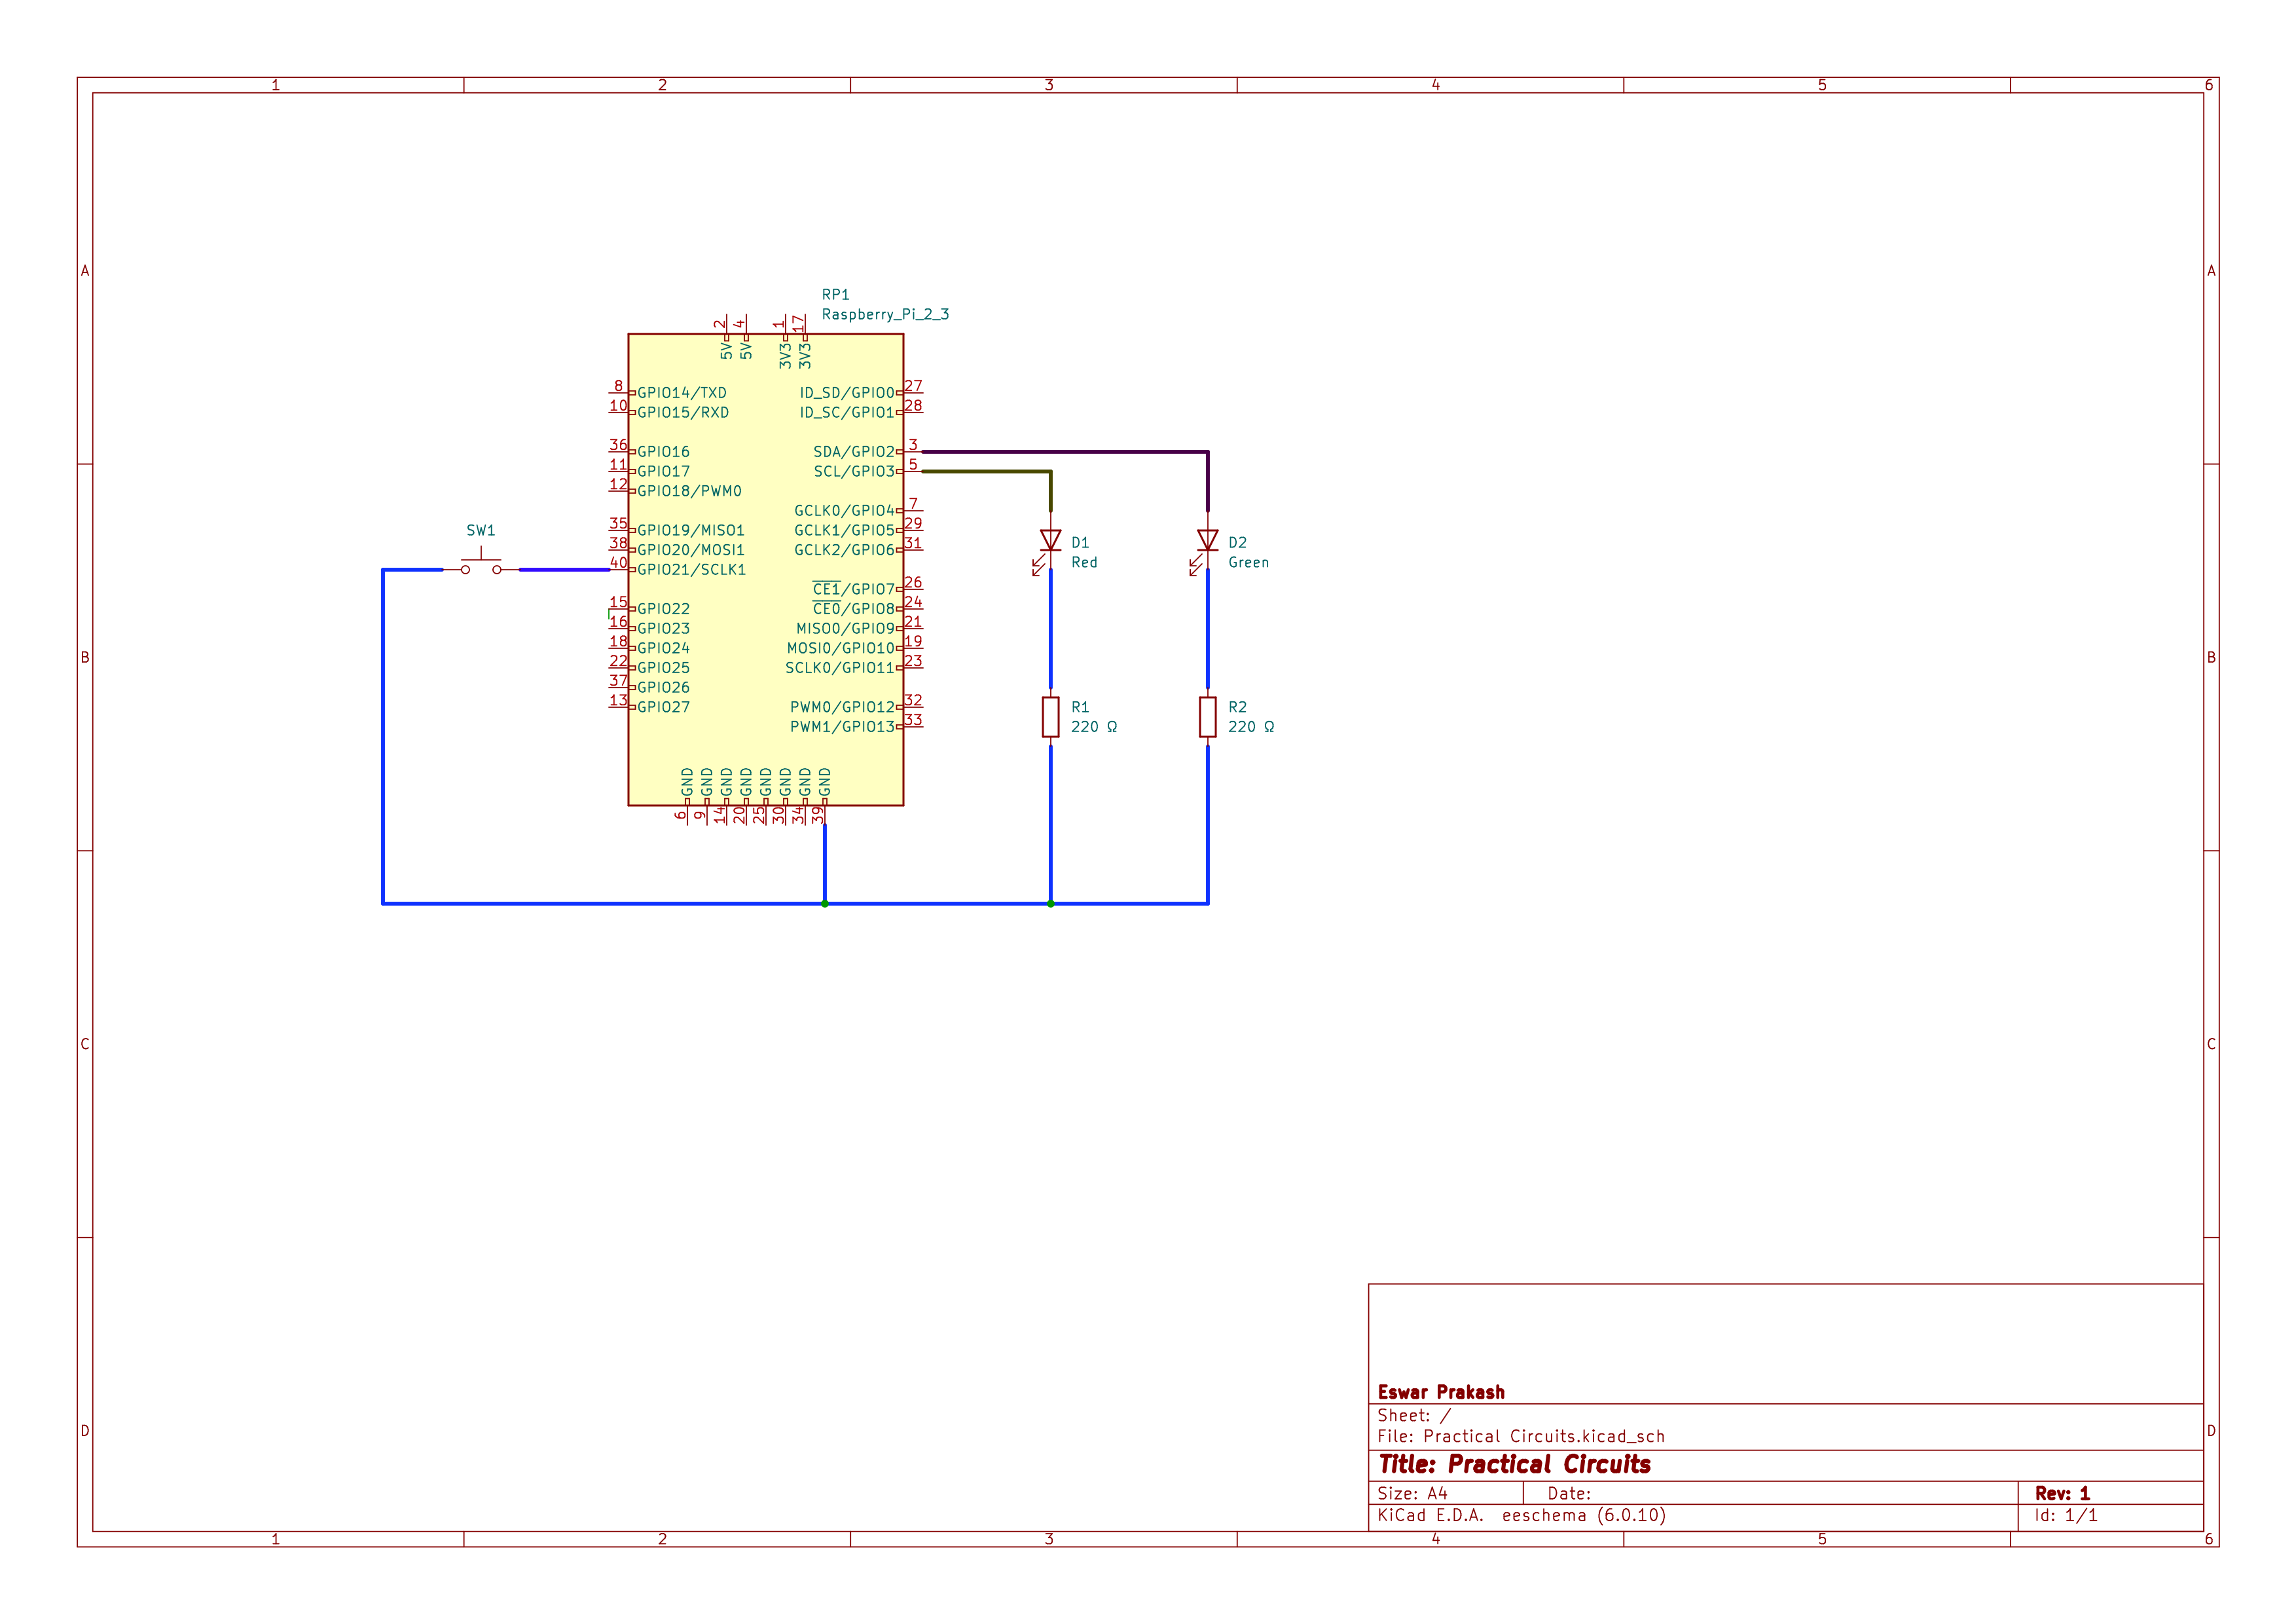 1 2 3 4 5 6
A A
B B
C C
D D
RP1
Raspberry_Pi_2_3
2 4 1 17
5V 5V 3V3 3V3
8 GPIO14/TXD
10 GPIO15/RXD
36 GPIO16
11 GPIO17
12 GPIO18/PWM0
35 GPIO19/MISO1
38 GPIO20/MOSI1
40 GPIO21/SCLK1
15 GPIO22
16 GPIO23
18 GPIO24
22 GPIO25
37 GPIO26
13 GPIO27
ID_SD/GPIO0 27
ID_SC/GPIO1 28
SDA/GPIO2 3
SCL/GPIO3 5
GCLK0/GPIO4 7
GCLK1/GPIO5 29
GCLK2/GPIO6 31
CE1/GPIO7 26
CE0/GPIO8 24
MISO0/GPIO9 21
MOSI0/GPIO10 19
SCLK0/GPIO11 23
PWM0/GPIO12 32
PWM1/GPIO13 33
GND GND GND GND GND GND GND GND
6 9 14 20 25 30 34 39
SW1
D1
Red
D2
Green
R1
220 Ω
R2
220 Ω
Eswar Prakash
Sheet: /
File: Practical Circuits.kicad_sch
Title: Practical Circuits
Size: A4 Date: Rev: 1
KiCad E.D.A. eeschema (6.0.10) Id: 1/1
1 2 3 4 5 6